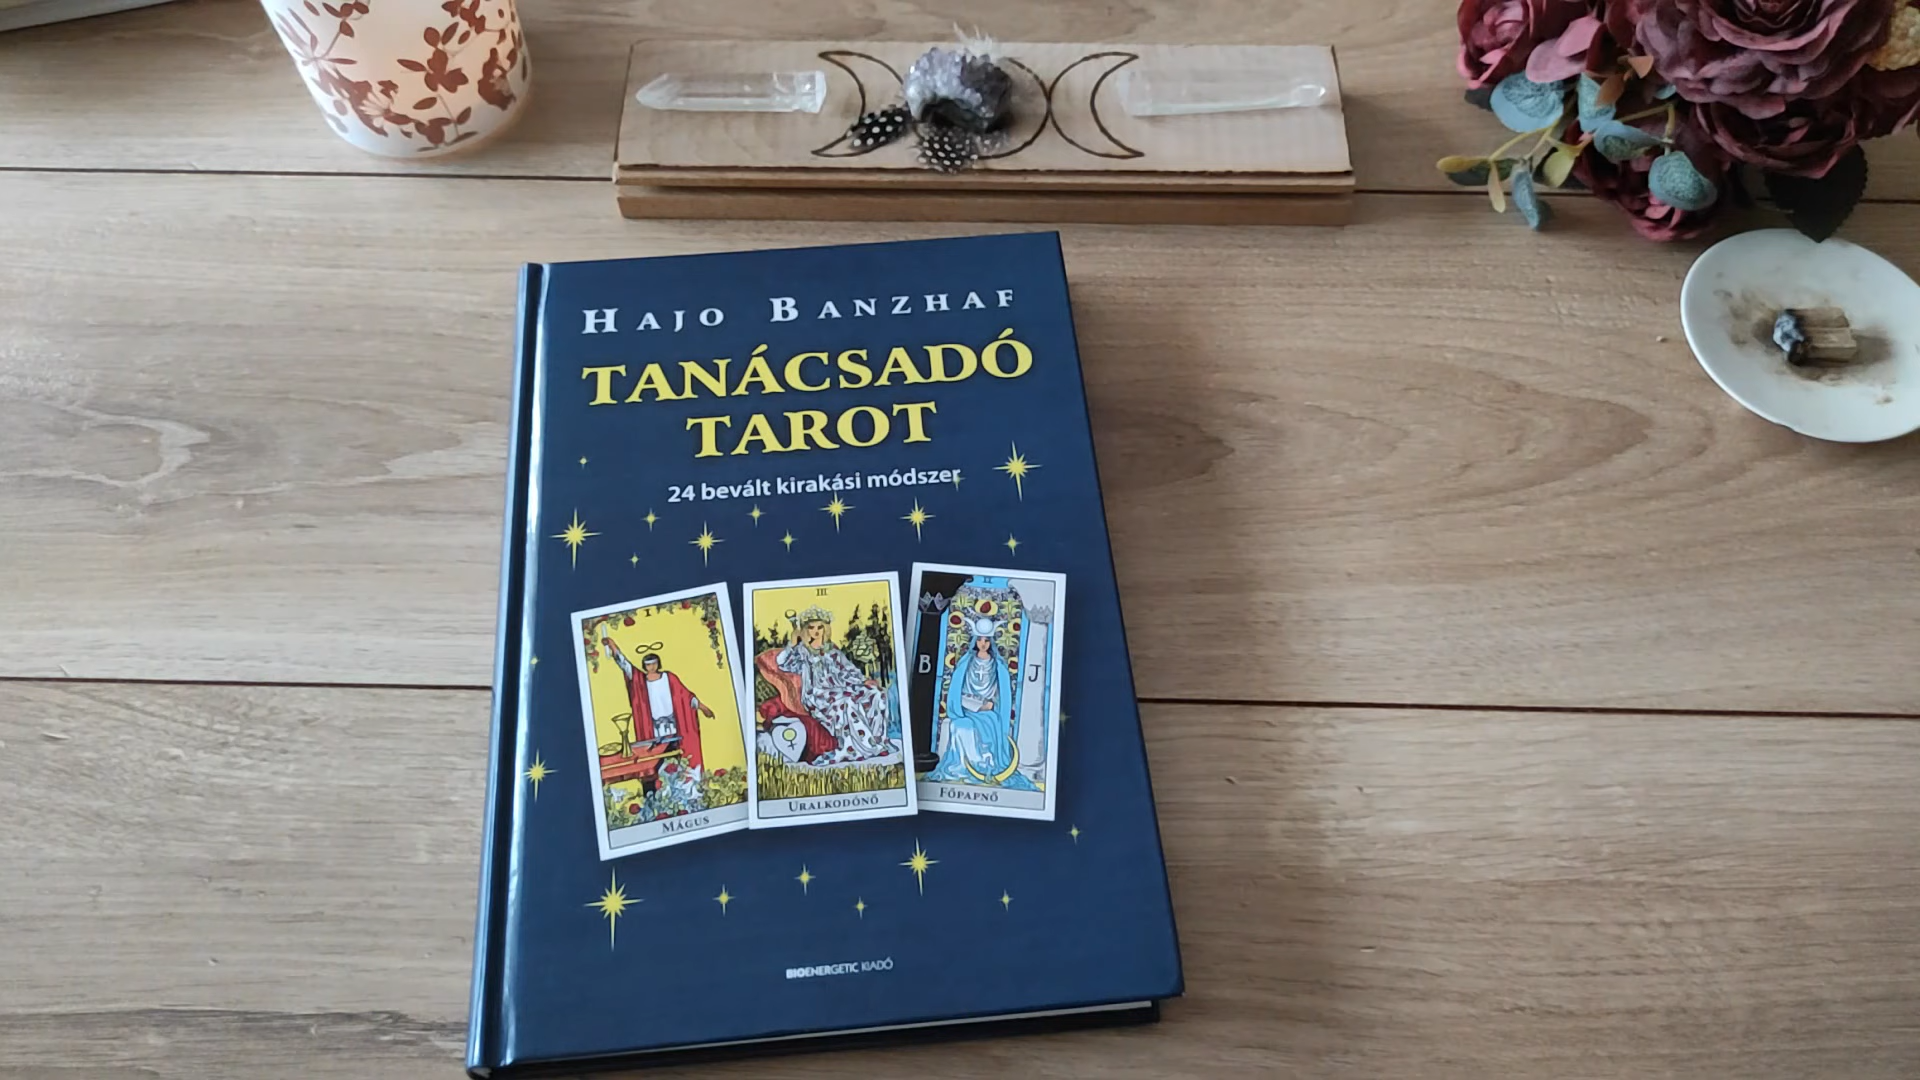 HAJO BANZHAF
TANÁCSADÓ
TAROT
24 bevált kirakási módszer
I
MÁGUS
III
URALKODÓNŐ
II
B J
FŐPAPNŐ
BIOENERGETIC KIADÓ